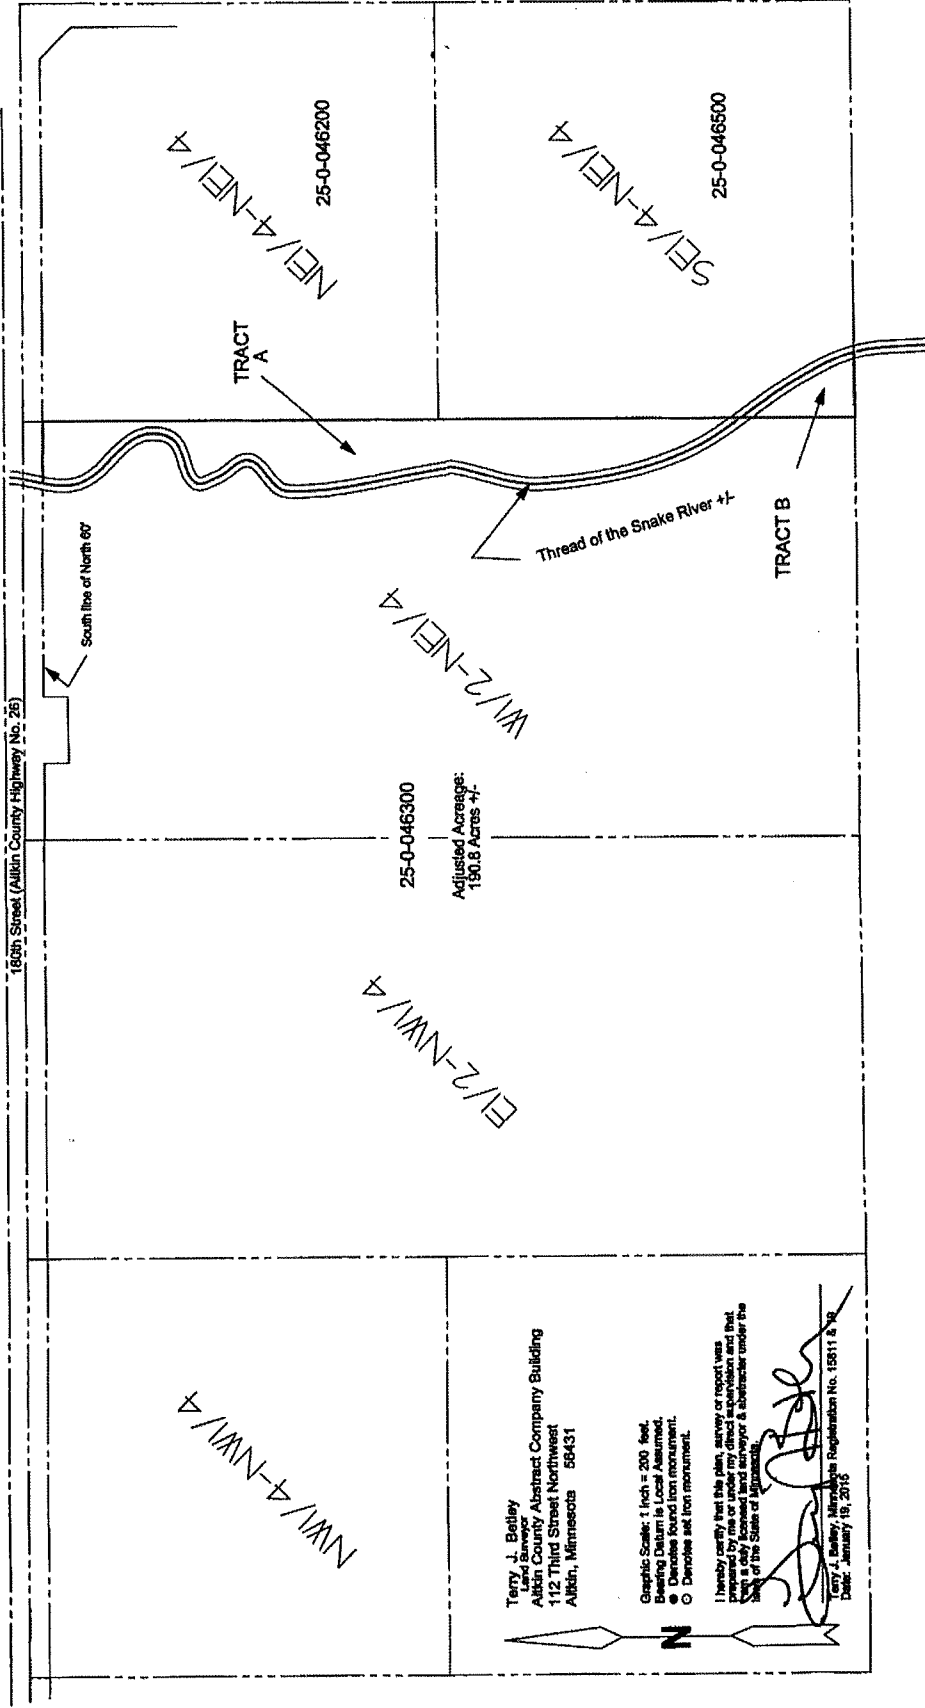 180th Street (Aitkin County Highway No. 26)
South line of North 60'
NW1/4-NW1/4
E1/2-NW1/4
W1/2-NE1/4
NE1/4-NE1/4
SE1/4-NE1/4
25-0-046200
25-0-046500
25-0-046300
Adjusted Acreage:
190.8 Acres +/-
TRACT
A
Thread of the Snake River +/-
TRACT B
Terry J. Betley
Land Surveyor
Aitkin County Abstract Company Building
112 Third Street Northwest
Aitkin, Minnesota 56431
N
Graphic Scale: 1 inch = 200 feet.
Bearing Datum is Local Assumed.
Denotes found iron monument.
Denotes set iron monument.
I hereby certify that this plan, survey or report was
prepared by me or under my direct supervision and that
I am a duly licensed land surveyor & abstracter under the
laws of the State of Minnesota.
Terry J. Betley, Minnesota Registration No. 15611 &
Date: January 19, 2015